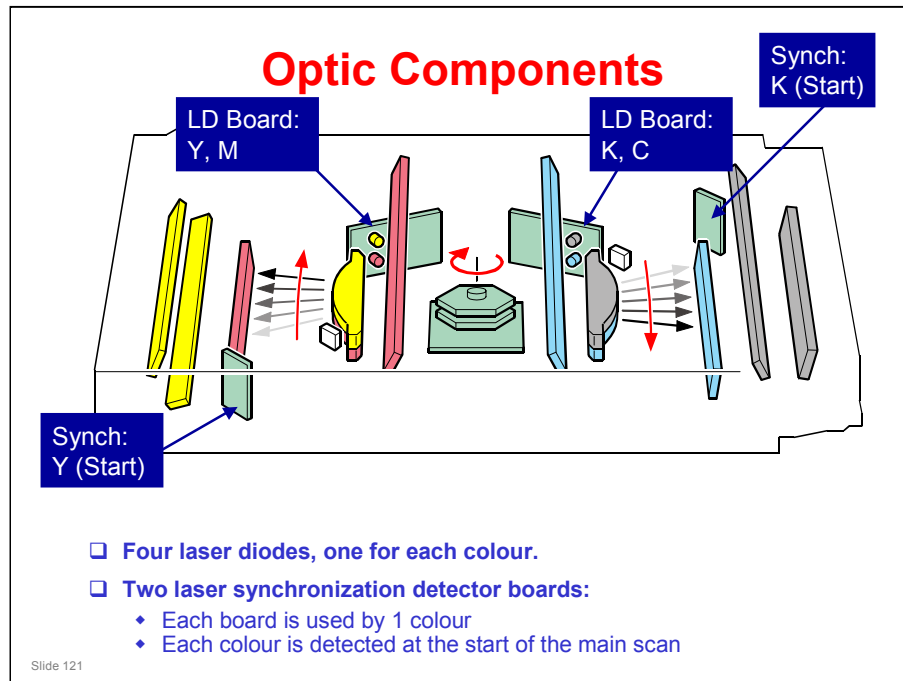 Optic Components
Synch:
K (Start)
LD Board:
Y, M
LD Board:
K, C
Synch:
Y (Start)
❑ Four laser diodes, one for each colour.
❑ Two laser synchronization detector boards:
◆ Each board is used by 1 colour
◆ Each colour is detected at the start of the main scan
Slide 121